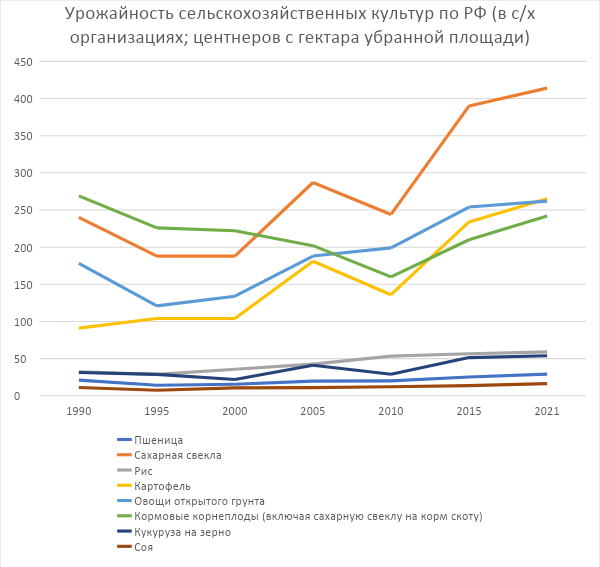 Урожайность сельскохозяйственных культур по РФ (в с/х
организациях; центнеров с гектара убранной площади)
450
400
350
300
250
200
150
100
50
0
1990 1995 2000 2005 2010 2015 2021
Пшеница
Сахарная свекла
Рис
Картофель
Овощи открытого грунта
Кормовые корнеплоды (включая сахарную свеклу на корм скоту)
Кукуруза на зерно
Соя